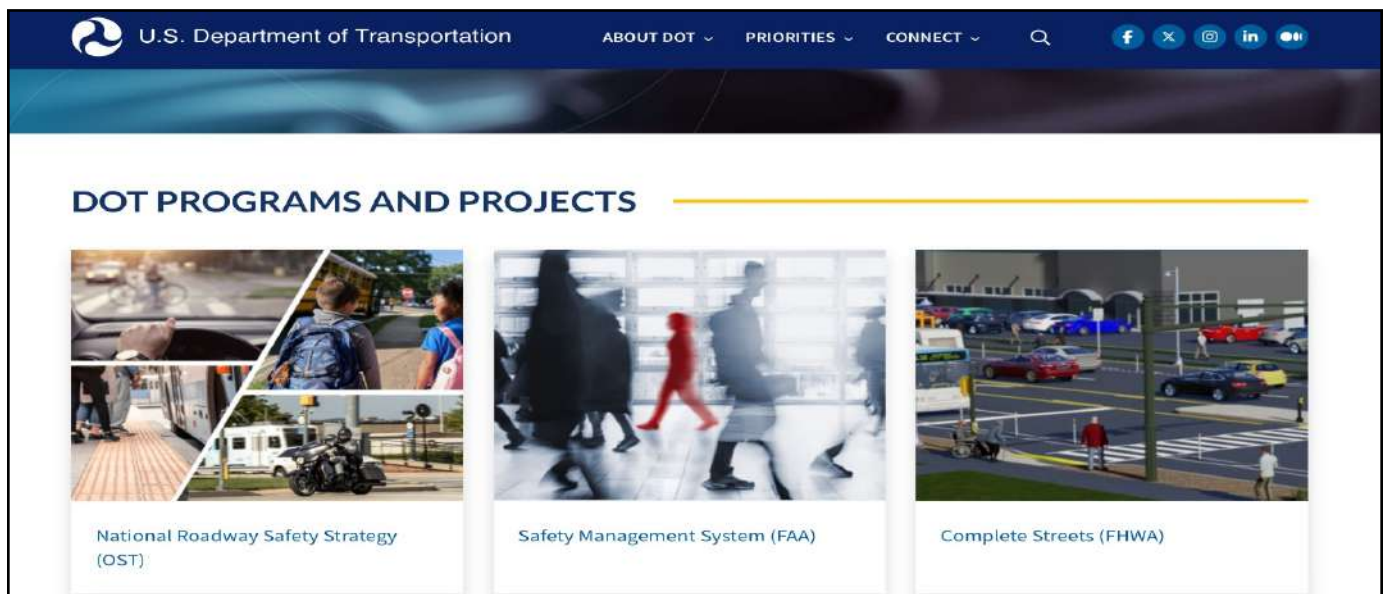 U.S. Department of Transportation ABOUT DOT PRIORITIES CONNECT
DOT PROGRAMS AND PROJECTS
National Roadway Safety Strategy
(OST)
Safety Management System (FAA)
Complete Streets (FHWA)